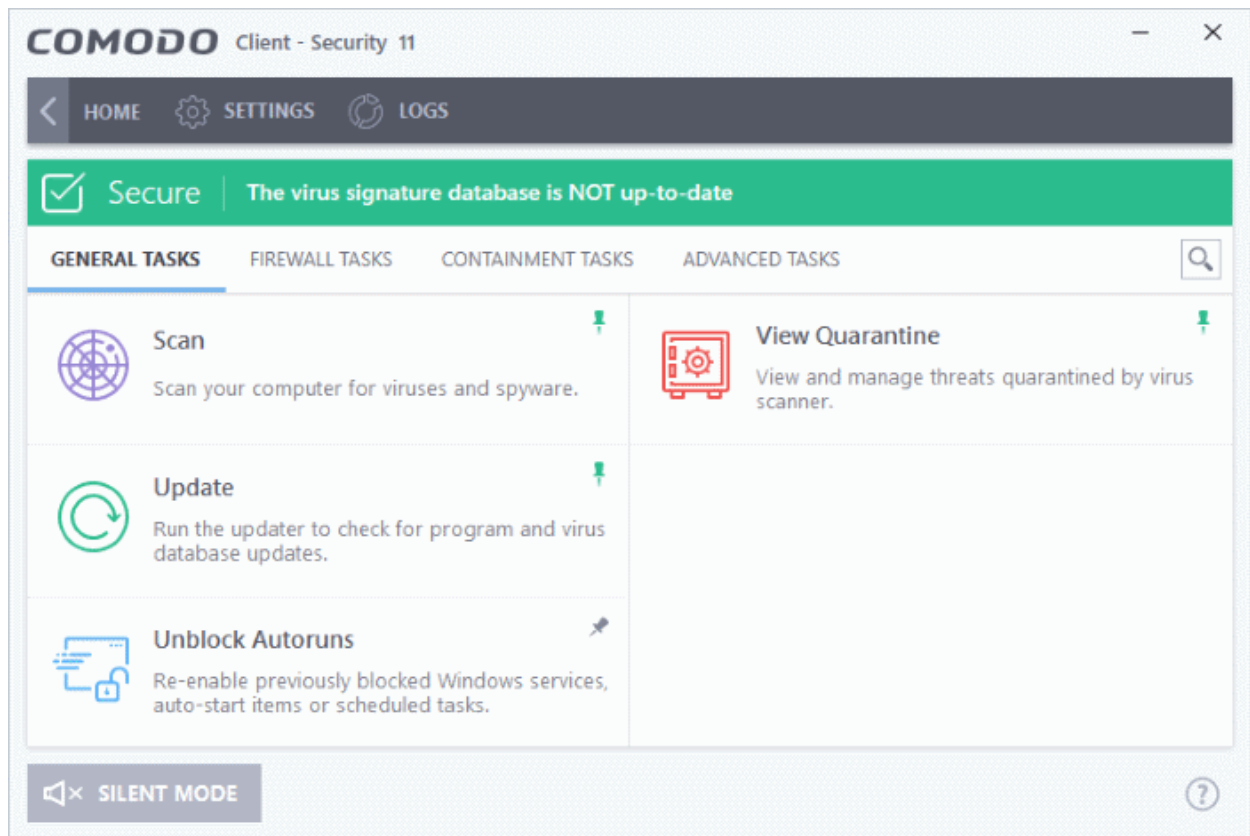 COMODO Client - Security 11
HOME SETTINGS LOGS
Secure The virus signature database is NOT up-to-date
GENERAL TASKS FIREWALL TASKS CONTAINMENT TASKS ADVANCED TASKS
Scan
Scan your computer for viruses and spyware.
View Quarantine
View and manage threats quarantined by virus
scanner.
Update
Run the updater to check for program and virus
database updates.
Unblock Autoruns
Re-enable previously blocked Windows services,
auto-start items or scheduled tasks.
SILENT MODE
?